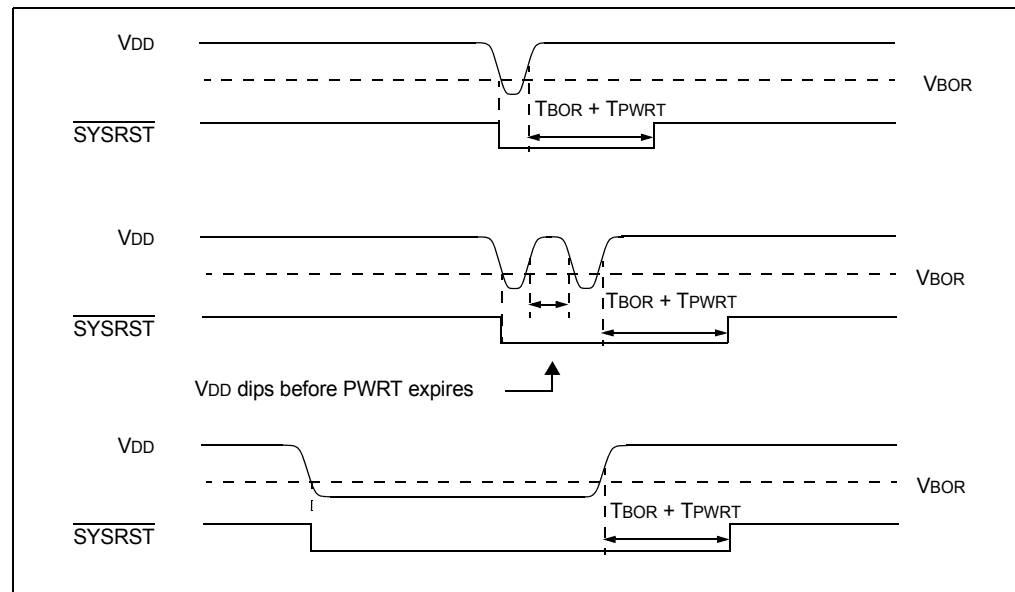 VDD
VBOR
TBOR + TPWRT
SYSRST
VDD
VBOR
TBOR + TPWRT
SYSRST
VDD dips before PWRT expires
VDD
VBOR
TBOR + TPWRT
SYSRST